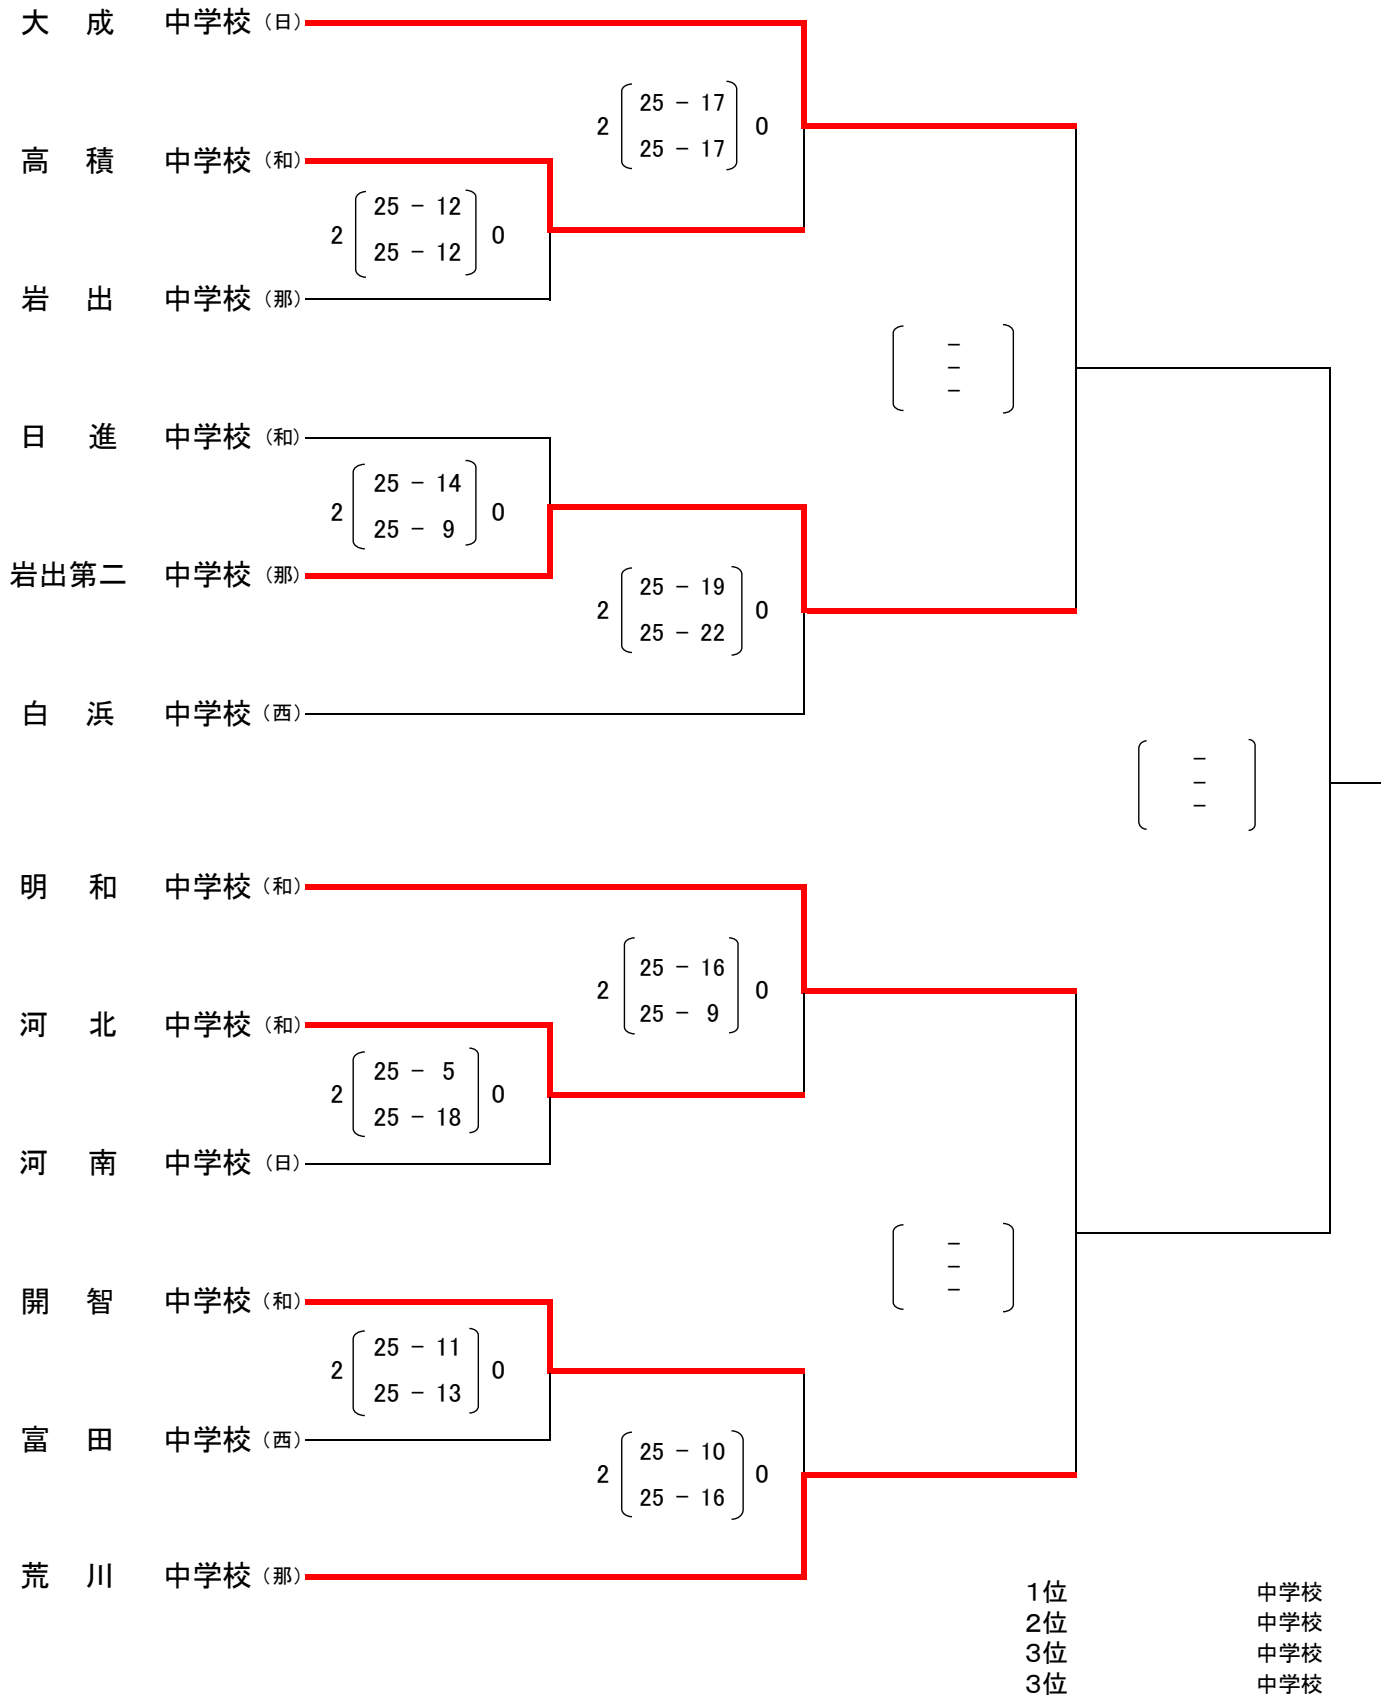 大 成 中学校 （日）
2 25 - 17 0
25 - 17
高 積 中学校 （和）
2 25 - 12 0
25 - 12
岩 出 中学校 （那）
-
-
-
日 進 中学校 （和）
2 25 - 14 0
25 - 9
岩出第二 中学校 （那）
2 25 - 19 0
25 - 22
白 浜 中学校 （西）
-
-
-
明 和 中学校 （和）
2 25 - 16 0
25 - 9
河 北 中学校 （和）
2 25 - 5 0
25 - 18
河 南 中学校 （日）
-
-
-
開 智 中学校 （和）
2 25 - 11 0
25 - 13
富 田 中学校 （西）
2 25 - 10 0
25 - 16
荒 川 中学校 （那）
1位 中学校
2位 中学校
3位 中学校
3位 中学校